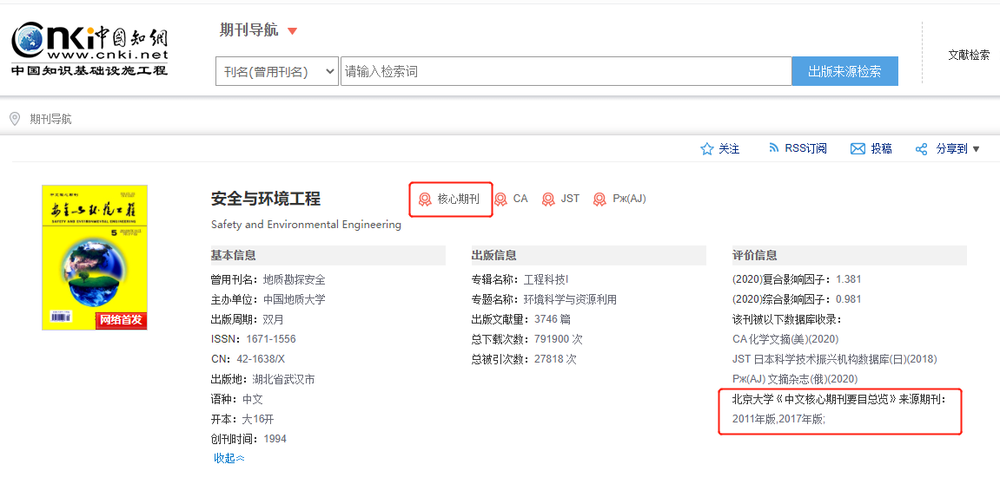 cnki中国知網
www.cnki.net
中国知识基础设施工程
期刊导航
刊名(曾用刊名)
请输入检索词
出版来源检索
文献检索
期刊导航
关注
RSS订阅
投稿
分享到
安全与环境工程
核心期刊
CA
JST
Pж(AJ)
Safety and Environmental Engineering
中文核心期刊
安全与环境工程
SAFETY AND ENVIRONMENTAL ENGINEERING
5
网络首发
基本信息
曾用刊名：地质勘探安全
主办单位：中国地质大学
出版周期：双月
ISSN：1671-1556
CN：42-1638/X
出版地：湖北省武汉市
语种：中文
开本：大16开
创刊时间：1994
收起
出版信息
专辑名称：工程科技I
专题名称：环境科学与资源利用
出版文献量：3746 篇
总下载次数：791900 次
总被引次数：27818 次
评价信息
(2020)复合影响因子：1.381
(2020)综合影响因子：0.981
该刊被以下数据库收录：
CA 化学文摘(美)(2020)
JST 日本科学技术振兴机构数据库(日)(2018)
Pж(AJ) 文摘杂志(俄)(2020)
北京大学《中文核心期刊要目总览》来源期刊：
2011年版,2017年版;